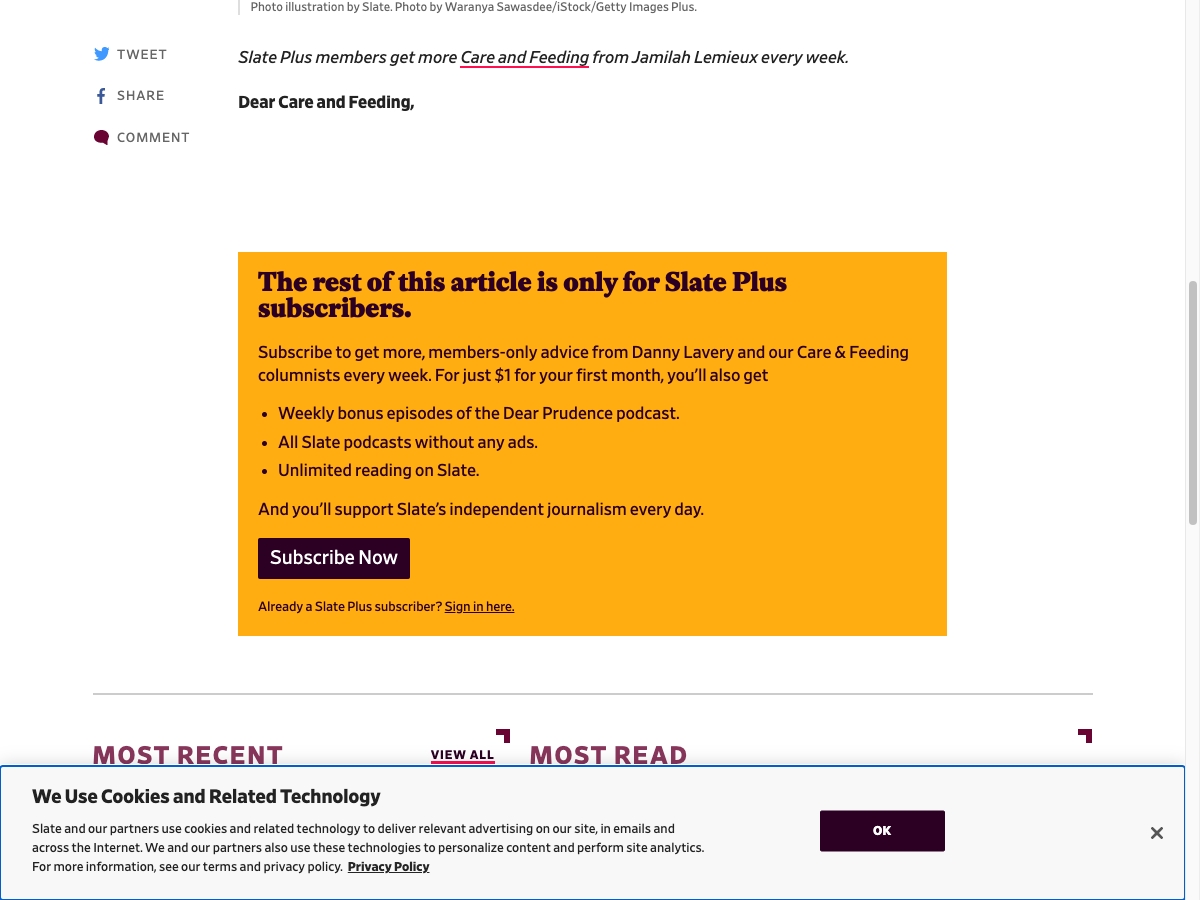 Photo illustration by Slate. Photo by Waranya Sawasdee/iStock/Getty Images Plus.
TWEET
SHARE
COMMENT
Slate Plus members get more Care and Feeding from Jamilah Lemieux every week.
Dear Care and Feeding,
The rest of this article is only for Slate Plus
subscribers.
Subscribe to get more, members-only advice from Danny Lavery and our Care & Feeding
columnists every week. For just $1 for your first month, you’ll also get
• Weekly bonus episodes of the Dear Prudence podcast.
• All Slate podcasts without any ads.
• Unlimited reading on Slate.
And you’ll support Slate’s independent journalism every day.
Subscribe Now
Already a Slate Plus subscriber? Sign in here.
MOST RECENT
VIEW ALL
MOST READ
We Use Cookies and Related Technology
Slate and our partners use cookies and related technology to deliver relevant advertising on our site, in emails and
across the Internet. We and our partners also use these technologies to personalize content and perform site analytics.
For more information, see our terms and privacy policy. Privacy Policy
OK